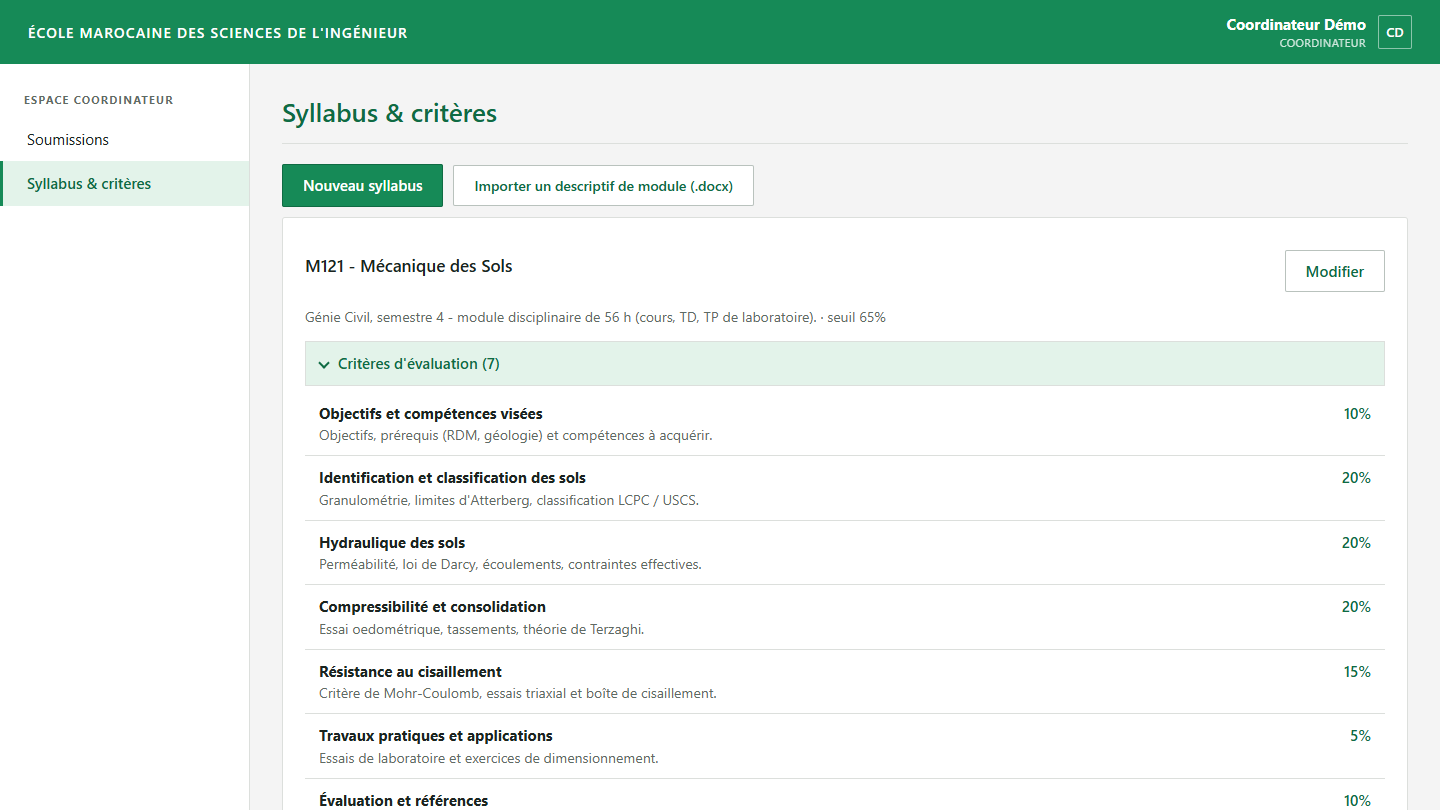 ÉCOLE MAROCAINE DES SCIENCES DE L'INGÉNIEUR
Coordinateur Démo
COORDINATEUR
CD
ESPACE COORDINATEUR
Soumissions
Syllabus & critères
Syllabus & critères
Nouveau syllabus
Importer un descriptif de module (.docx)
M121 - Mécanique des Sols
Modifier
Génie Civil, semestre 4 - module disciplinaire de 56 h (cours, TD, TP de laboratoire). · seuil 65%
Critères d'évaluation (7)
Objectifs et compétences visées 10%
Objectifs, prérequis (RDM, géologie) et compétences à acquérir.
Identification et classification des sols 20%
Granulométrie, limites d'Atterberg, classification LCPC / USCS.
Hydraulique des sols 20%
Perméabilité, loi de Darcy, écoulements, contraintes effectives.
Compressibilité et consolidation 20%
Essai oedométrique, tassements, théorie de Terzaghi.
Résistance au cisaillement 15%
Critère de Mohr-Coulomb, essais triaxial et boîte de cisaillement.
Travaux pratiques et applications 5%
Essais de laboratoire et exercices de dimensionnement.
Évaluation et références 10%